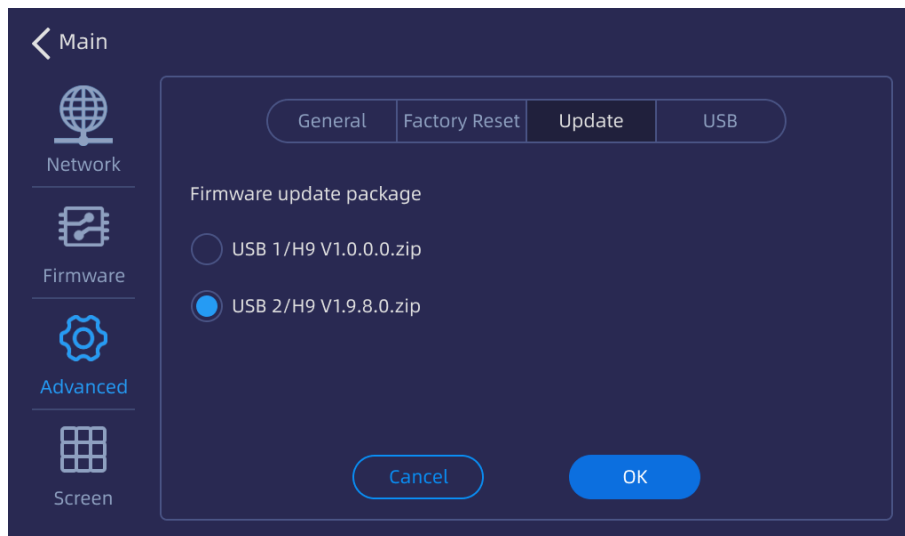 Main
Network
Firmware
Advanced
Screen
General Factory Reset Update USB
Firmware update package
USB 1/H9 V1.0.0.0.zip
USB 2/H9 V1.9.8.0.zip
Cancel OK